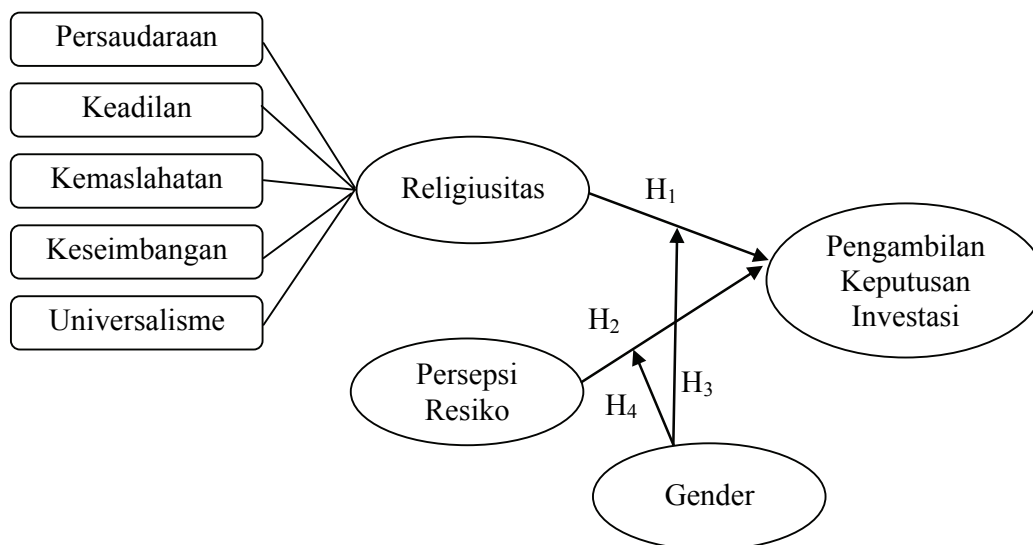 Persaudaraan
Keadilan
Kemaslahatan
Keseimbangan
Universalisme
Religiusitas
H₁
Pengambilan
Keputusan
Investasi
H₂
Persepsi
Resiko
H₃
H₄
Gender